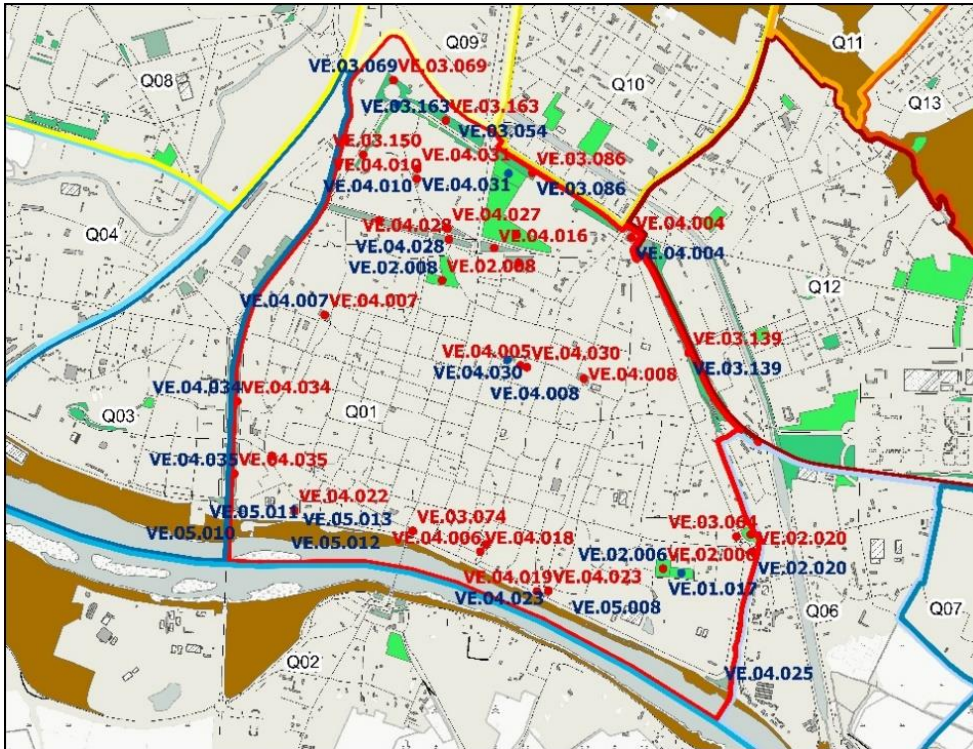 Q09
Q11
Q08
VE.03.069 VE.03.069
Q10
Q13
VE.03.163 VE.03.163
VE.03.054
VE.03.150
VE.04.031
VE.04.010
VE.03.086
VE.04.010
VE.04.031
VE.03.086
VE.04.027
VE.04.028
VE.04.016
VE.04.004
Q04
VE.04.028
VE.04.004
VE.02.008 VE.02.008
Q12
VE.04.007 VE.04.007
VE.03.139
VE.04.005 VE.04.030
VE.04.030
VE.04.008
VE.03.139
VE.04.008
VE.04.034 VE.04.034
Q03
Q01
VE.04.035 VE.04.035
VE.04.022
VE.05.011
VE.05.013
VE.03.074
VE.03.064
VE.05.010
VE.05.012
VE.04.006 VE.04.018
VE.02.020
VE.02.006
VE.02.006
VE.02.020
VE.04.019 VE.04.023
VE.01.017
VE.04.023
VE.05.008
Q06
Q07
Q02
VE.04.025